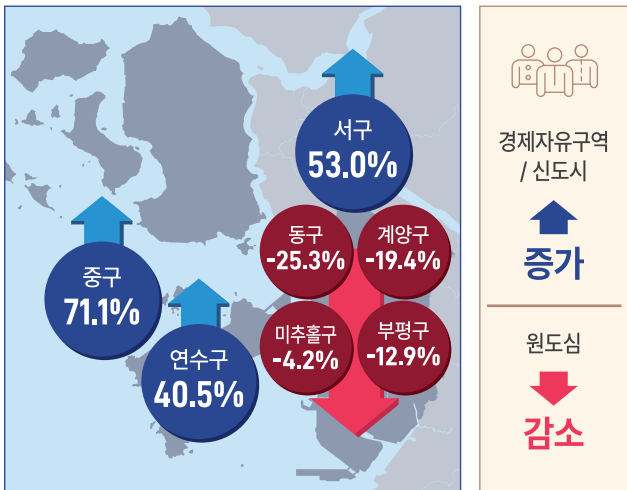 서구
53.0%
동구
-25.3%
계양구
-19.4%
중구
71.1%
미추홀구
-4.2%
부평구
-12.9%
연수구
40.5%
경제자유구역
/ 신도시
증가
원도심
감소